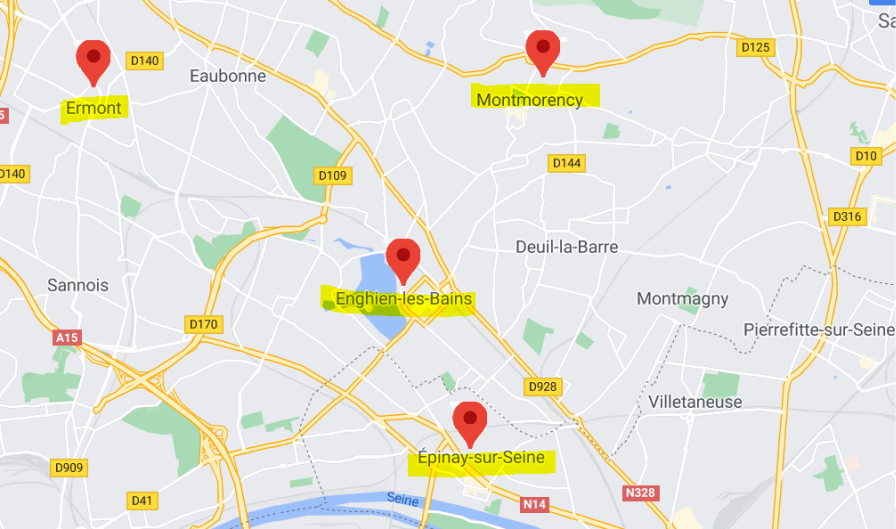 Sa
D125
D140
Eaubonne
Ermont
Montmorency
D10
D144
D140
D109
D316
Deuil-la-Barre
Sannois
Enghien-les-Bains
Montmagny
D170
Pierrefitte-sur-Seine
A15
D928
Villetaneuse
Épinay-sur-Seine
D909
D41
Seine
N14
N328